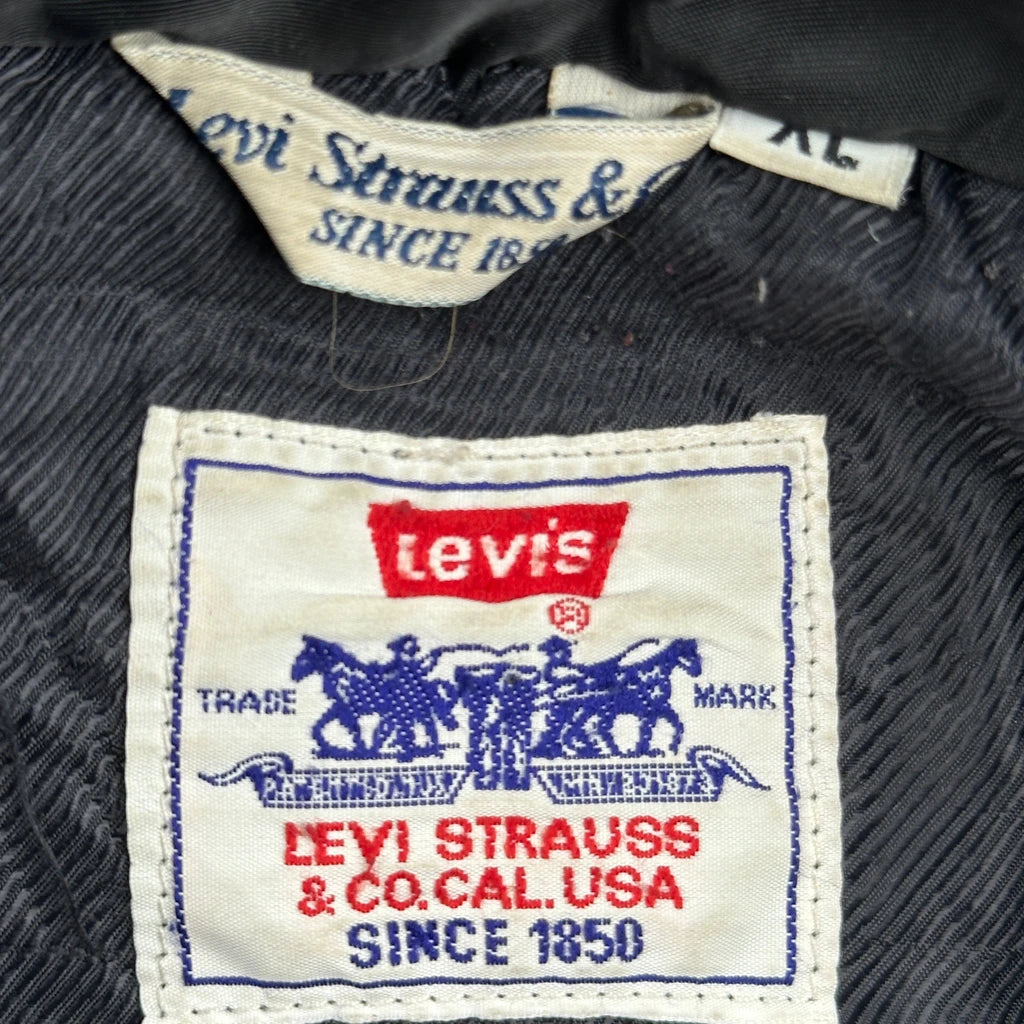 Levi Strauss &
SINCE 18
XL
Levi's
®
TRADE MARK
LEVI STRAUSS
& CO. CAL. USA
SINCE 1850